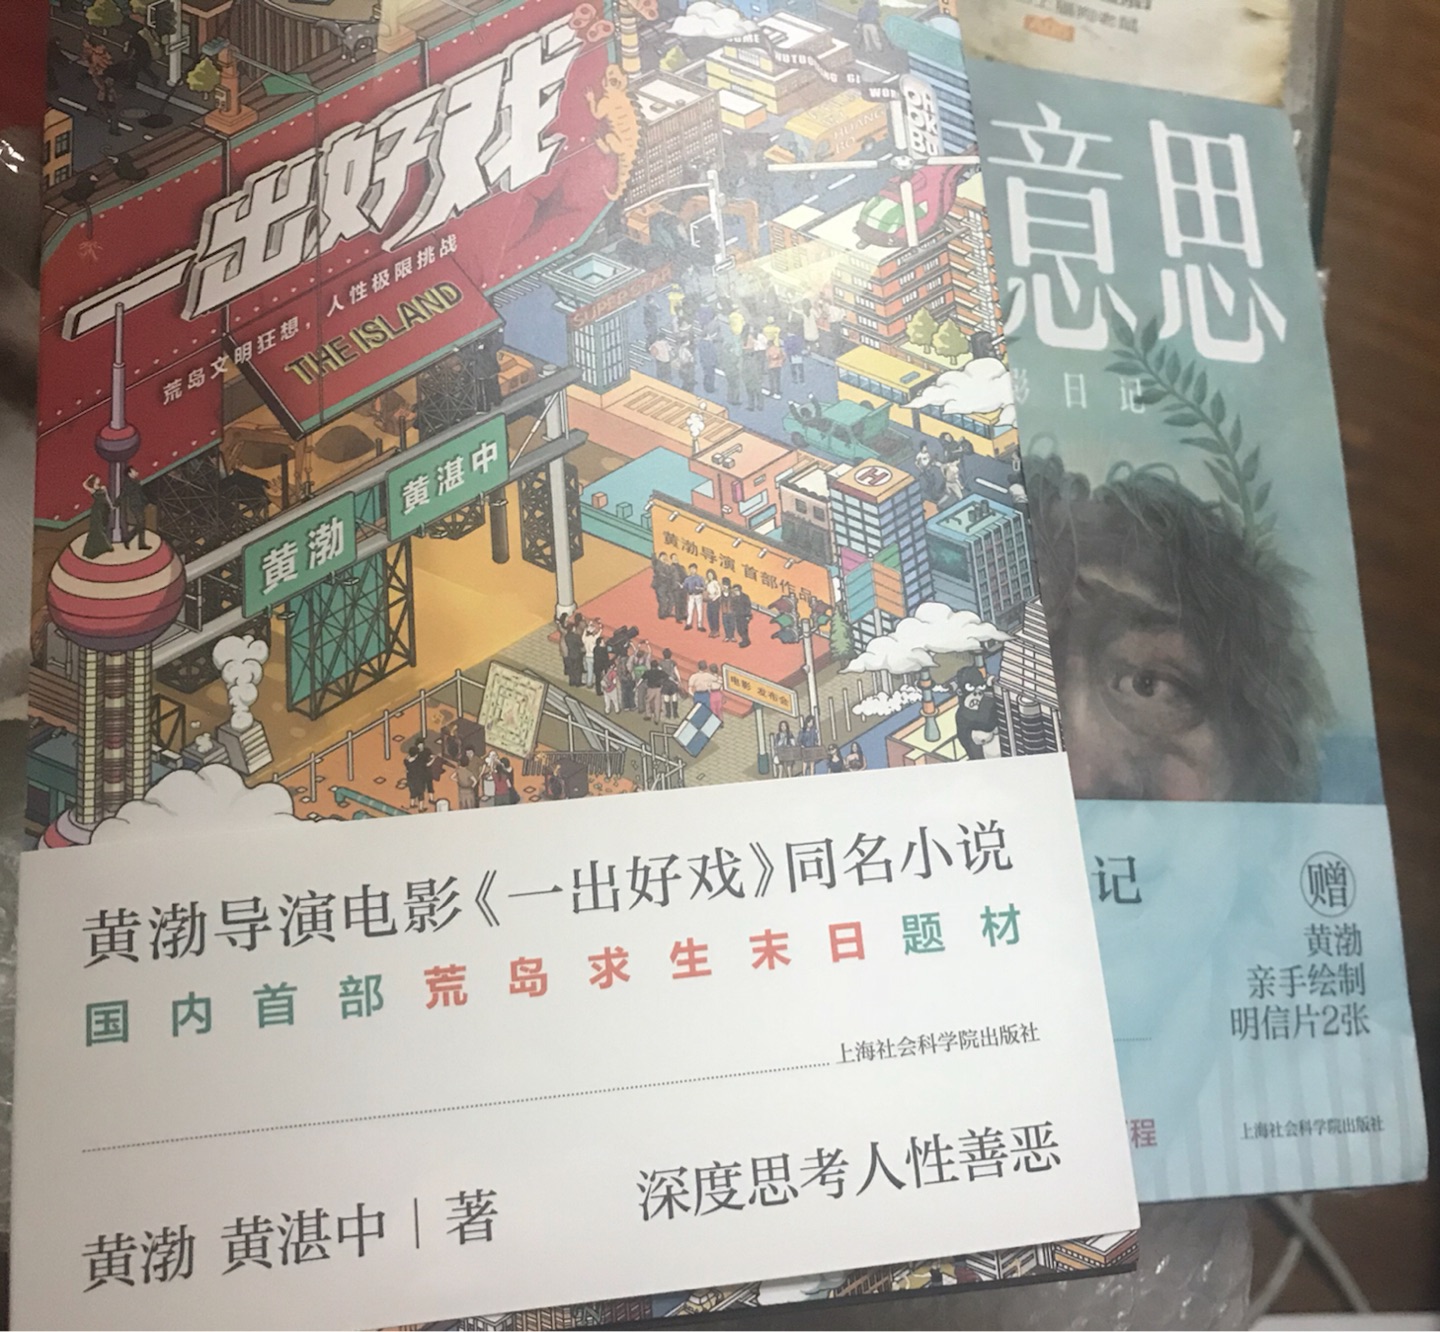 一出好戏
荒岛文明狂想，人性极限挑战
THE ISLAND
黄渤
黄湛中
SUPERSTAR
黄渤导演 首部作品
电影 发布会
H
黄渤导演电影《一出好戏》同名小说
国内首部荒岛求生末日题材
上海社会科学院出版社
黄渤 黄湛中｜著
深度思考人性善恶
意思
影日记
记
赠
黄渤
亲手绘制
明信片2张
程
上海社会科学院出版社